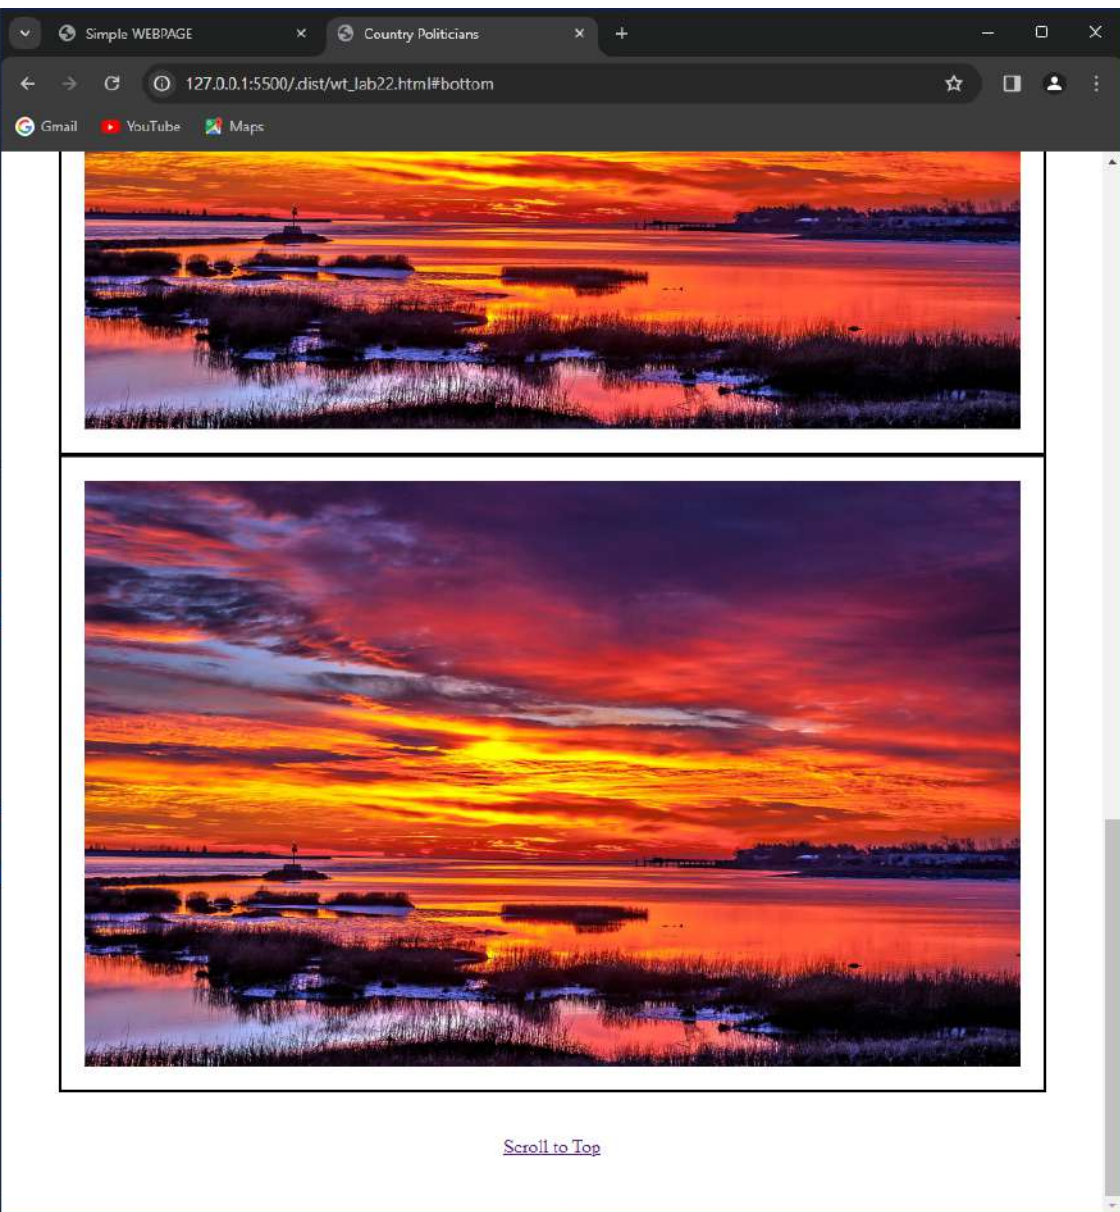 Simple WEBPAGE
Country Politicians
127.0.0.1:5500/.dist/wt_lab22.html#bottom
Gmail YouTube Maps
Scroll to Top